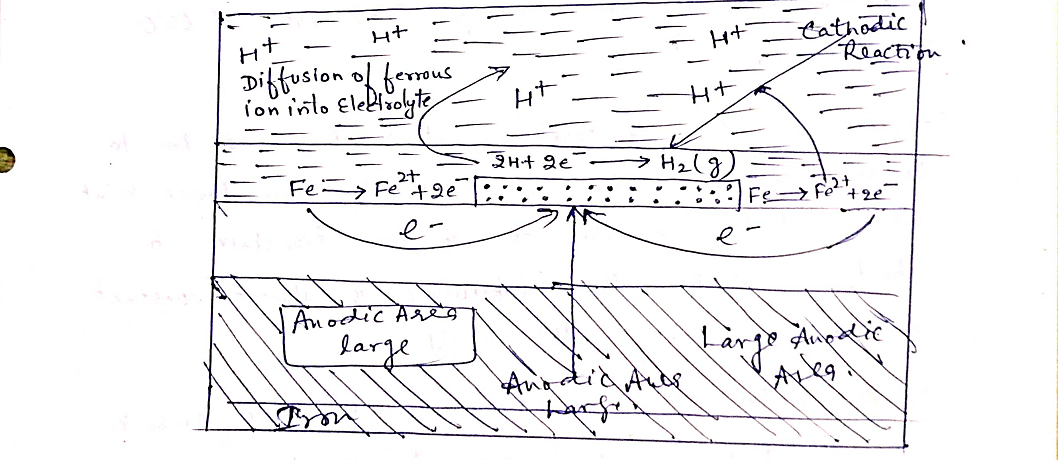 H+ H+ H+ Cathodic
Reaction
Diffusion of ferrous
ion into Electrolyte
H+ H+
2H+ 2e- → H2(g)
Fe → Fe2+ + 2e-
Fe → Fe2+ + 2e-
e-
e-
Anodic Area
large
Large Anodic
Area.
Anodic
Large.
Iron